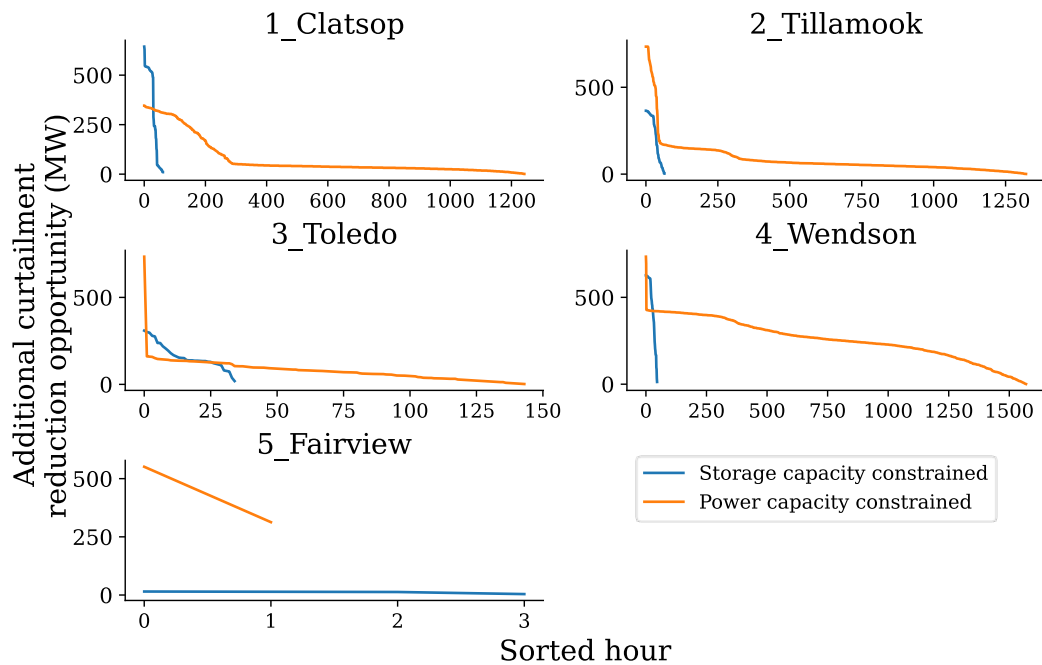 1_Clatsop
2_Tillamook
500
250
0
0 200 400 600 800 1000 1200
500
0
0 250 500 750 1000 1250
3_Toledo
4_Wendson
500
0
0 25 50 75 100 125 150
500
0
0 250 500 750 1000 1250 1500
5_Fairview
500
250
0
0 1 2 3
Storage capacity constrained
Power capacity constrained
Additional curtailment
reduction opportunity (MW)
Sorted hour